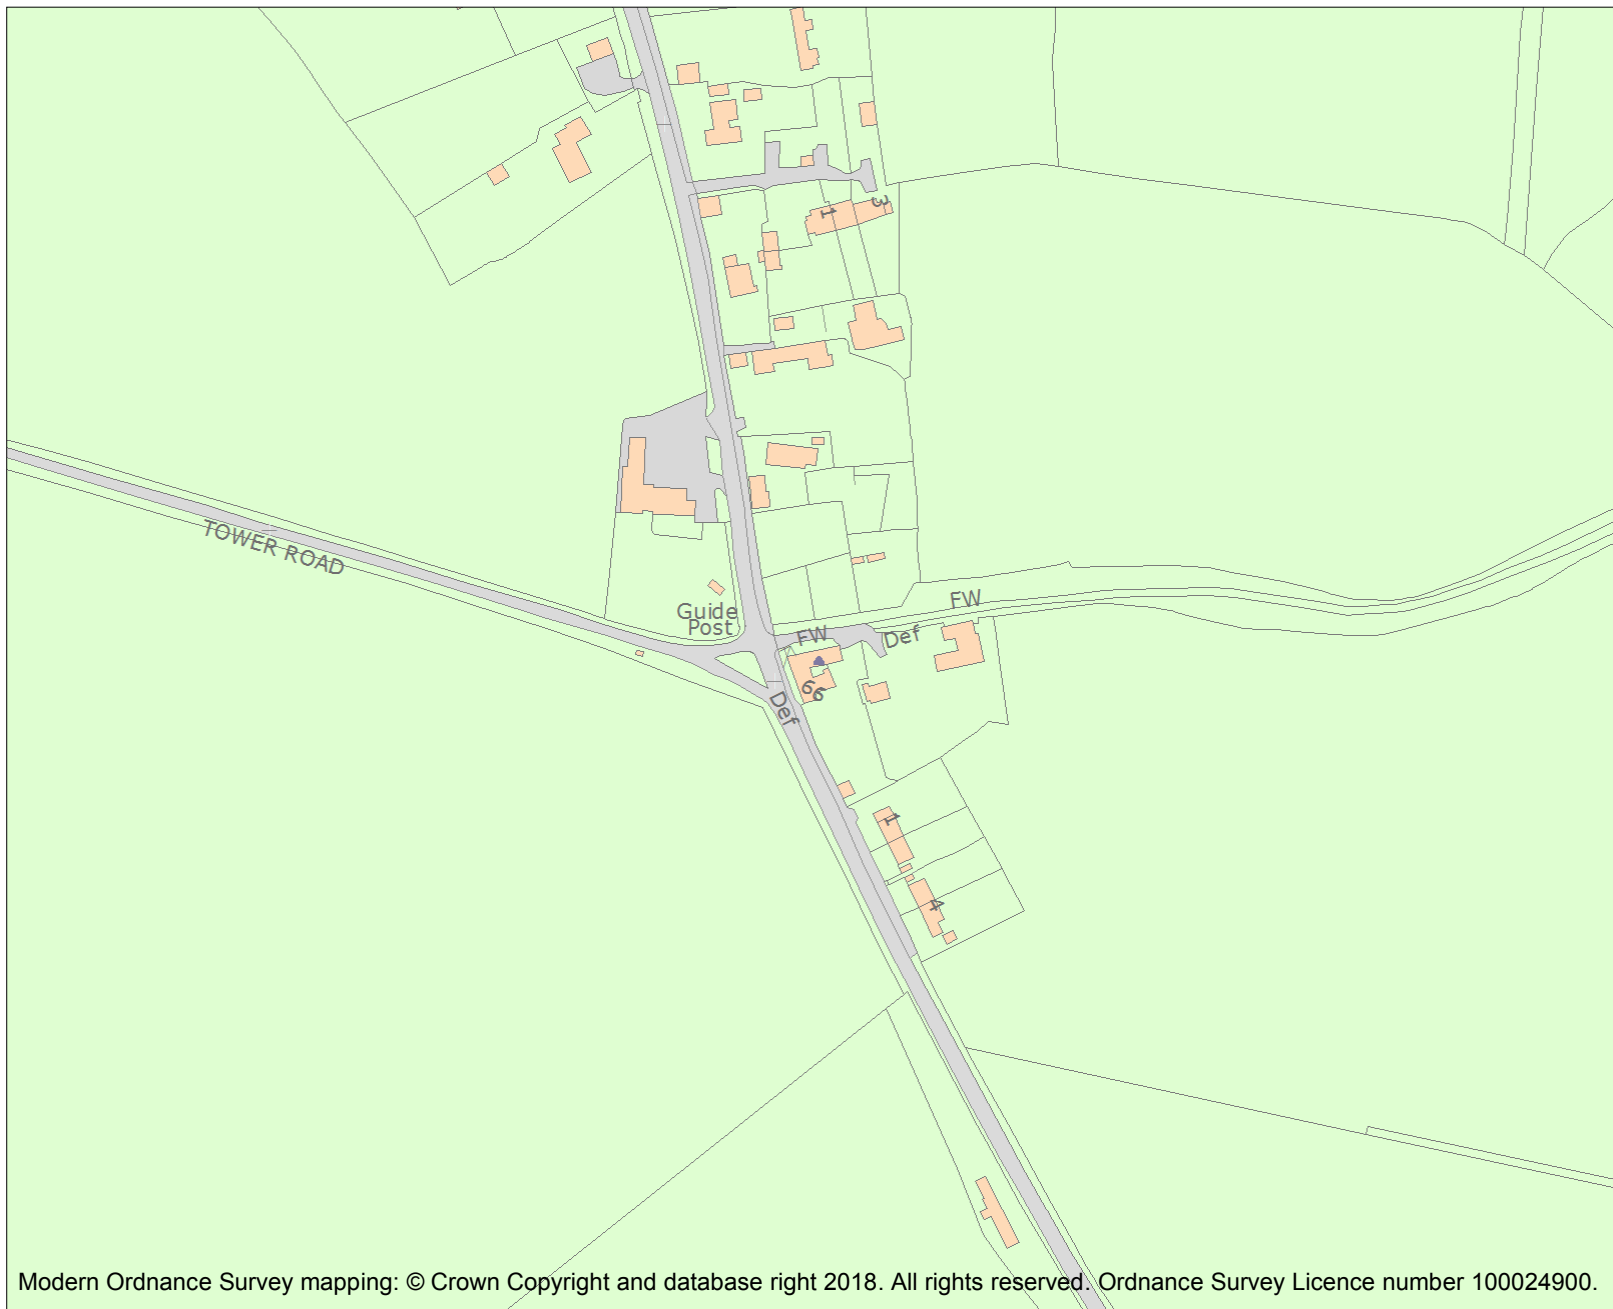 3
1
TOWER ROAD
FW
Guide
Post
FW
Def
66
Def
1
4
Modern Ordnance Survey mapping: © Crown Copyright and database right 2018. All rights reserved. Ordnance Survey Licence number 100024900.